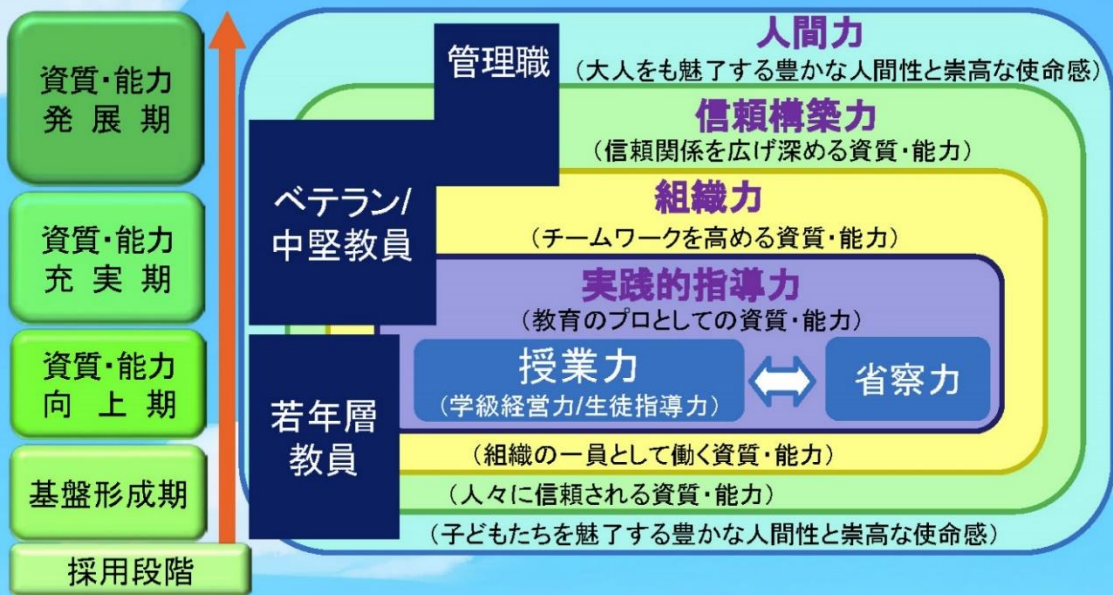 資質・能力
発展期
資質・能力
充実期
資質・能力
向上期
基盤形成期
採用段階
管理職
ベテラン/
中堅教員
若年層
教員
人間力
(大人をも魅了する豊かな人間性と崇高な使命感)
信頼構築力
(信頼関係を広げ深める資質・能力)
組織力
(チームワークを高める資質・能力)
実践的指導力
(教育のプロとしての資質・能力)
授業力
(学級経営力/生徒指導力)
省察力
(組織の一員として働く資質・能力)
(人々に信頼される資質・能力)
(子どもたちを魅了する豊かな人間性と崇高な使命感)